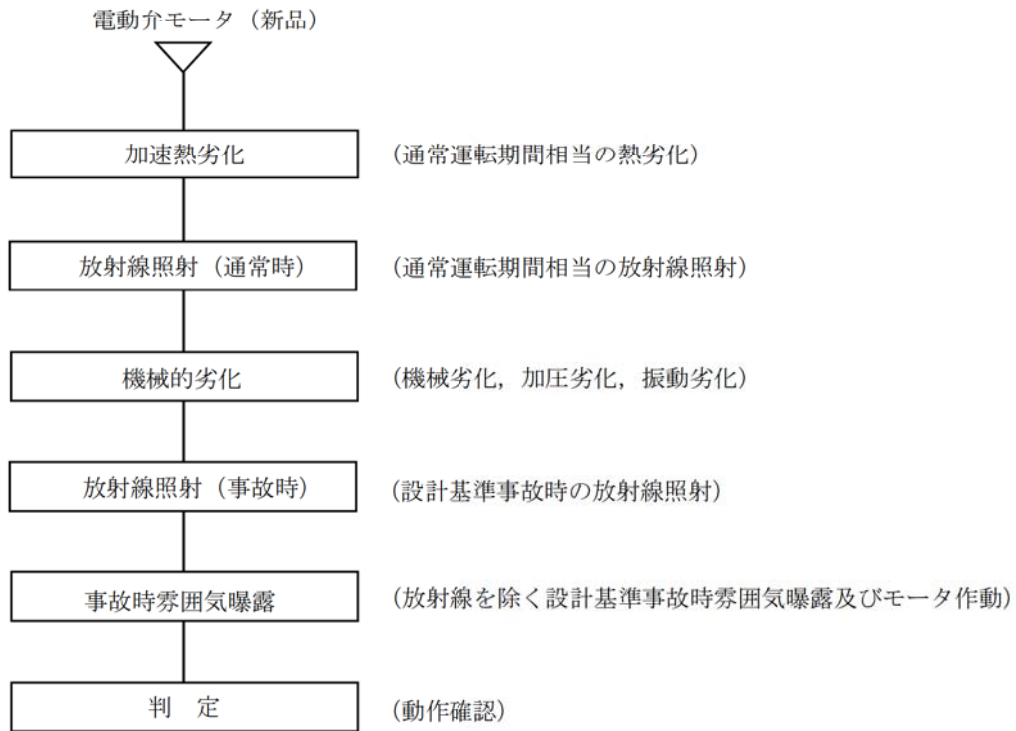 電動弁モータ（新品）
加速熱劣化
（通常運転期間相当の熱劣化）
放射線照射（通常時）
（通常運転期間相当の放射線照射）
機械的劣化
（機械劣化，加圧劣化，振動劣化）
放射線照射（事故時）
（設計基準事故時の放射線照射）
事故時雰囲気曝露
（放射線を除く設計基準事故時雰囲気曝露及びモータ作動）
判　定
（動作確認）